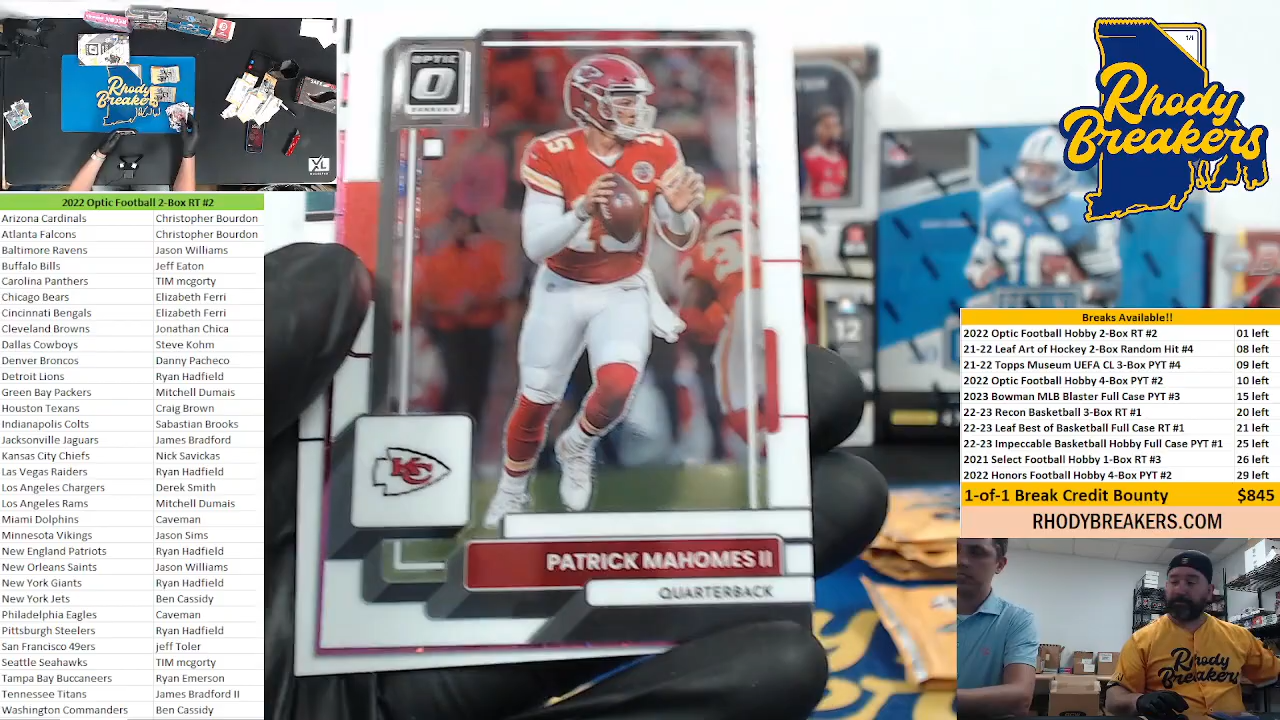 2022 Optic Football 2-Box RT #2
Arizona Cardinals Christopher Bourdon
Atlanta Falcons Christopher Bourdon
Baltimore Ravens Jason Williams
Buffalo Bills Jeff Eaton
Carolina Panthers TIM mcgorty
Chicago Bears Elizabeth Ferri
Cincinnati Bengals Elizabeth Ferri
Cleveland Browns Jonathan Chica
Dallas Cowboys Steve Kohm
Denver Broncos Danny Pacheco
Detroit Lions Ryan Hadfield
Green Bay Packers Mitchell Dumais
Houston Texans Craig Brown
Indianapolis Colts Sabastian Brooks
Jacksonville Jaguars James Bradford
Kansas City Chiefs Nick Savickas
Las Vegas Raiders Ryan Hadfield
Los Angeles Chargers Derek Smith
Los Angeles Rams Mitchell Dumais
Miami Dolphins Caveman
Minnesota Vikings Jason Sims
New England Patriots Ryan Hadfield
New Orleans Saints Jason Williams
New York Giants Ryan Hadfield
New York Jets Ben Cassidy
Philadelphia Eagles Caveman
Pittsburgh Steelers Ryan Hadfield
San Francisco 49ers jeff Toler
Seattle Seahawks TIM mcgorty
Tampa Bay Buccaneers Ryan Emerson
Tennessee Titans James Bradford II
Washington Commanders Ben Cassidy
Rhody
Breakers
XL
OPTIC
O
DONRUSS
15
KC
PATRICK MAHOMES II
QUARTERBACK
12
20
1/1
Rhody
Breakers
Breaks Available!!
2022 Optic Football Hobby 2-Box RT #2 01 left
21-22 Leaf Art of Hockey 2-Box Random Hit #4 08 left
21-22 Topps Museum UEFA CL 3-Box PYT #4 09 left
2022 Optic Football Hobby 4-Box PYT #2 10 left
2023 Bowman MLB Blaster Full Case PYT #3 15 left
22-23 Recon Basketball 3-Box RT #1 20 left
22-23 Leaf Best of Basketball Full Case RT #1 21 left
22-23 Impeccable Basketball Hobby Full Case PYT #1 25 left
2021 Select Football Hobby 1-Box RT #3 26 left
2022 Honors Football Hobby 4-Box PYT #2 29 left
1-of-1 Break Credit Bounty $845
RHODYBREAKERS.COM
Rhody
Breakers